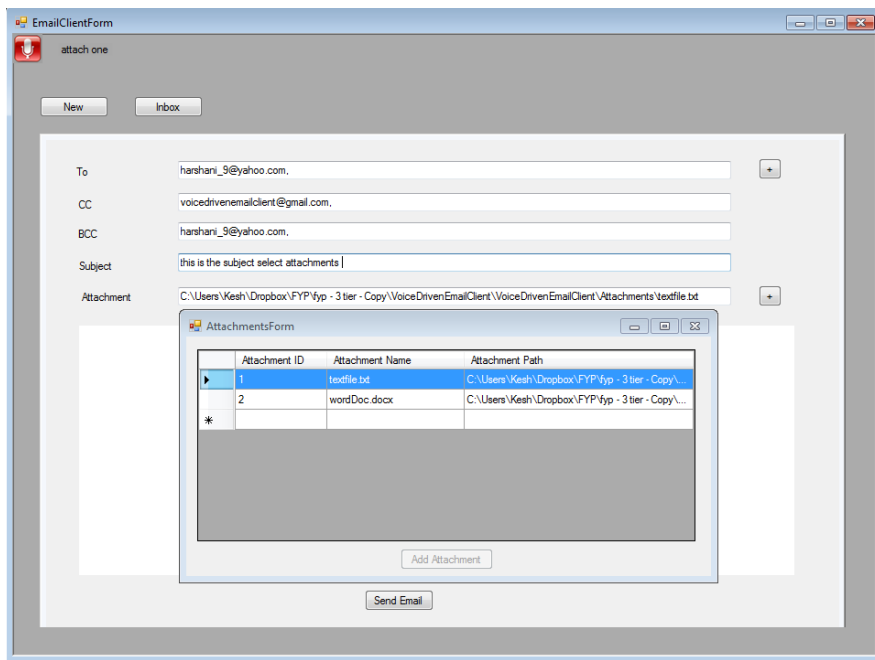 EmailClientForm
attach one
New Inbox
To harshani_9@yahoo.com, +
CC voicedrivenemailclient@gmail.com,
BCC harshani_9@yahoo.com,
Subject this is the subject select attachments
Attachment C:\Users\Kesh\Dropbox\FYP\fyp - 3 tier - Copy\VoiceDrivenEmailClient\VoiceDrivenEmailClient\Attachments\textfile.txt +
AttachmentsForm
Attachment ID Attachment Name Attachment Path
1 textfile.txt C:\Users\Kesh\Dropbox\FYP\fyp - 3 tier - Copy\...
2 wordDoc.docx C:\Users\Kesh\Dropbox\FYP\fyp - 3 tier - Copy\...
Add Attachment
Send Email